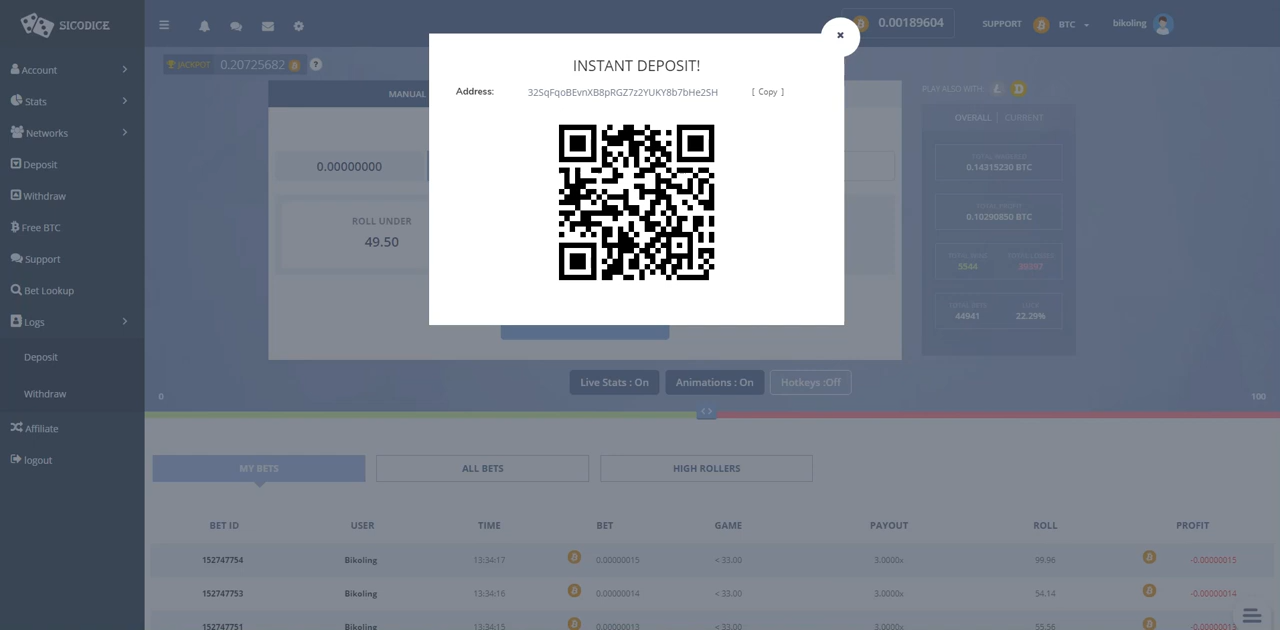 SICODICE
0.00189604
SUPPORT
BTC
bikoling
JACKPOT
0.20725682
?
Account
Stats
Networks
Deposit
Withdraw
Free BTC
Support
Bet Lookup
Logs
Deposit
Withdraw
Affiliate
logout
INSTANT DEPOSIT!
Address: 32SqFqoBEvnXB8pRGZ7z2YUKY8b7bHe2SH [ Copy ]
MANUAL
0.00000000
ROLL UNDER
49.50
PLAY ALSO WITH
OVERALL | CURRENT
0.14315230 BTC
0.10290850 BTC
5544
TOTAL BETS
44941
LUCK
22.29%
Live Stats : On
Animations : On
Hotkeys :Off
0
100
MY BETS
ALL BETS
HIGH ROLLERS
BET ID USER TIME BET GAME PAYOUT ROLL PROFIT
152747754 Bikoling 13:34:17 0.00000015 < 33.00 3.0000x 99.96 -0.00000015
152747753 Bikoling 13:34:16 0.00000014 < 33.00 3.0000x 54.14 -0.00000014
152747751 Bikoling 13:34:15 0.00000013 < 33.00 3.0000x 55.56